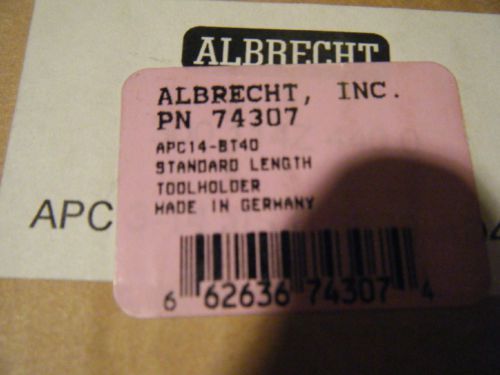 ALBRECHT
ALBRECHT, INC.
PN 74307
APC14-BT40
STANDARD LENGTH
TOOLHOLDER
MADE IN GERMANY
APC
6 62636 74307 4